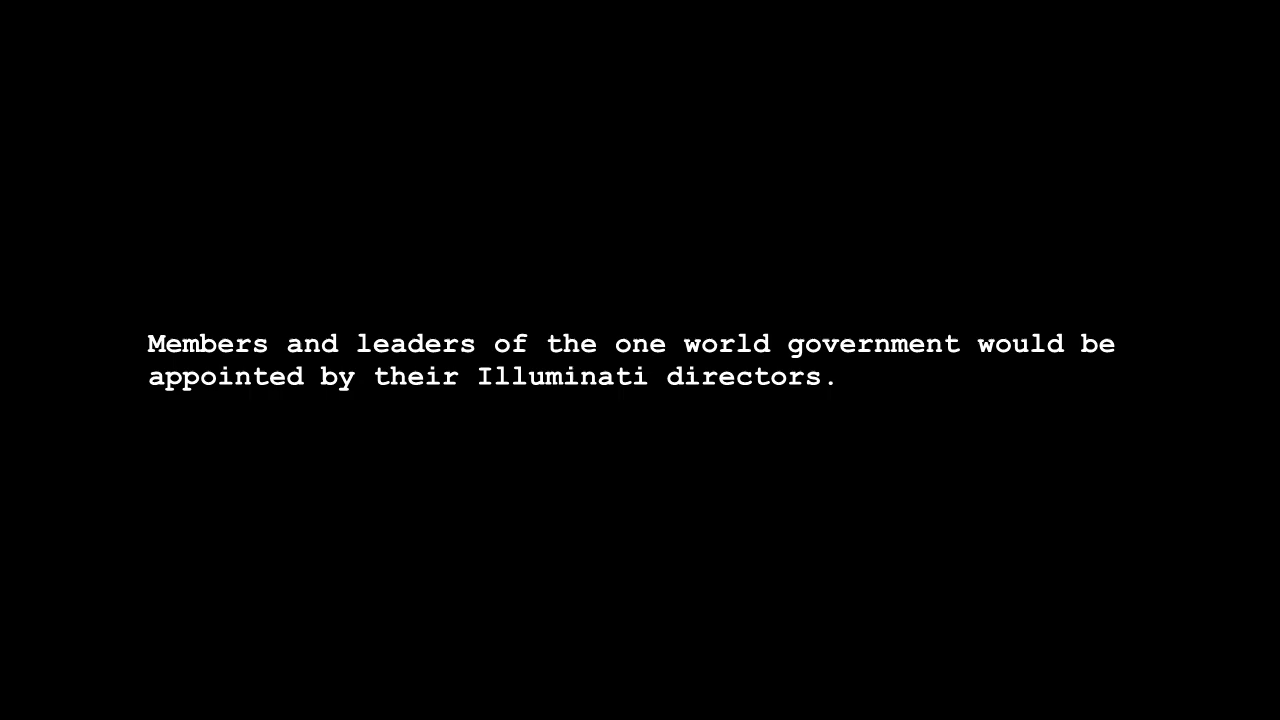 Members and leaders of the one world government would be
appointed by their Illuminati directors.